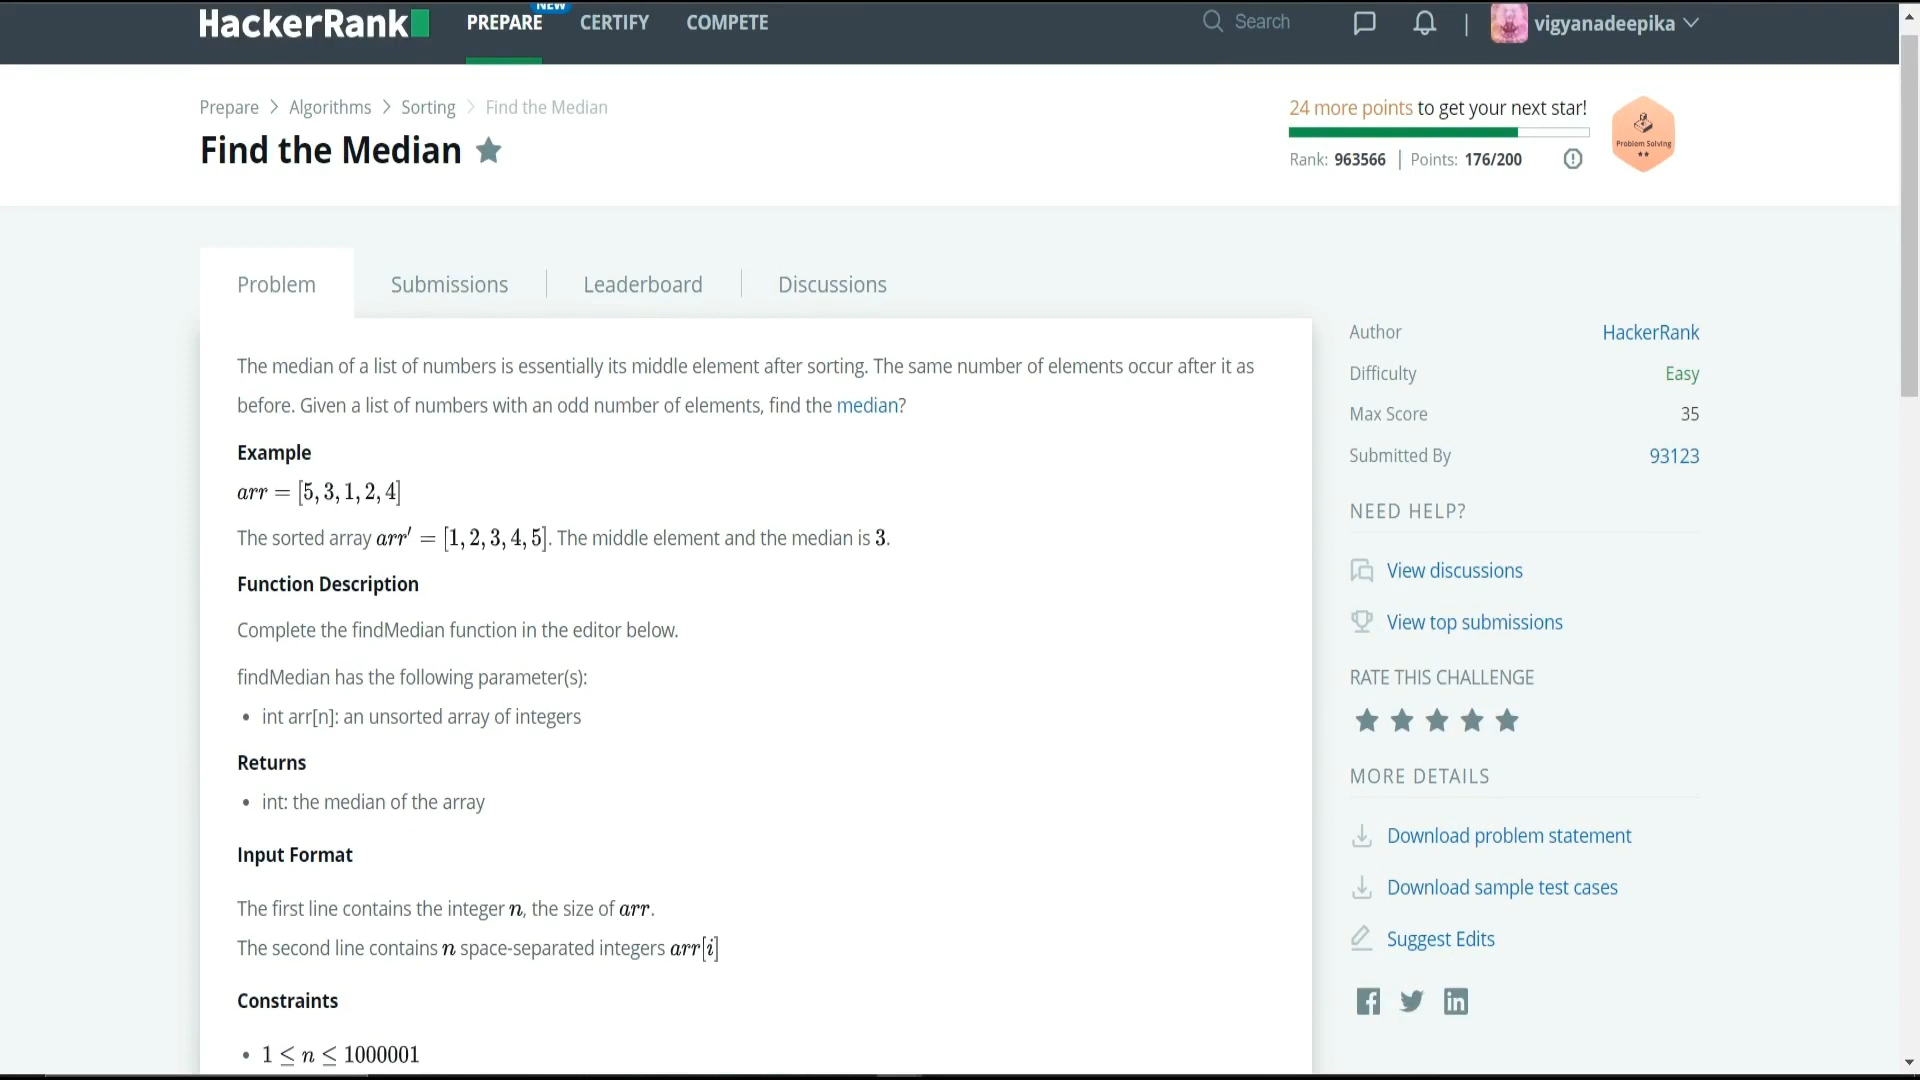 HackerRank PREPARE NEW CERTIFY COMPETE Search | vigyanadeepika
Prepare > Algorithms > Sorting > Find the Median
24 more points to get your next star!
Find the Median
Rank: 963566 | Points: 176/200
Problem Solving
Problem Submissions Leaderboard Discussions
The median of a list of numbers is essentially its middle element after sorting. The same number of elements occur after it as
before. Given a list of numbers with an odd number of elements, find the median?
Example
arr = [5, 3, 1, 2, 4]
The sorted array arr′ = [1, 2, 3, 4, 5]. The middle element and the median is 3.
Function Description
Complete the findMedian function in the editor below.
findMedian has the following parameter(s):
• int arr[n]: an unsorted array of integers
Returns
• int: the median of the array
Input Format
The first line contains the integer n, the size of arr.
The second line contains n space-separated integers arr[i]
Constraints
• 1 ≤ n ≤ 1000001
Author HackerRank
Difficulty Easy
Max Score 35
Submitted By 93123
NEED HELP?
View discussions
View top submissions
RATE THIS CHALLENGE
MORE DETAILS
Download problem statement
Download sample test cases
Suggest Edits